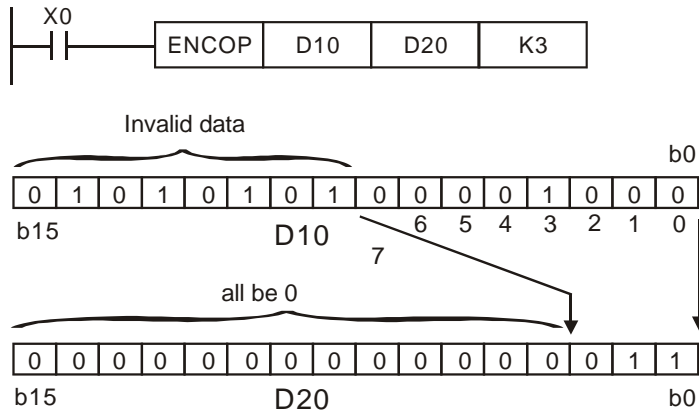 X0
ENCOP D10 D20 K3
Invalid data
b0
0 1 0 1 0 1 0 1 0 0 0 0 1 0 0 0
b15 D10 7 6 5 4 3 2 1 0
all be 0
0 0 0 0 0 0 0 0 0 0 0 0 0 0 1 1
b15 D20 b0